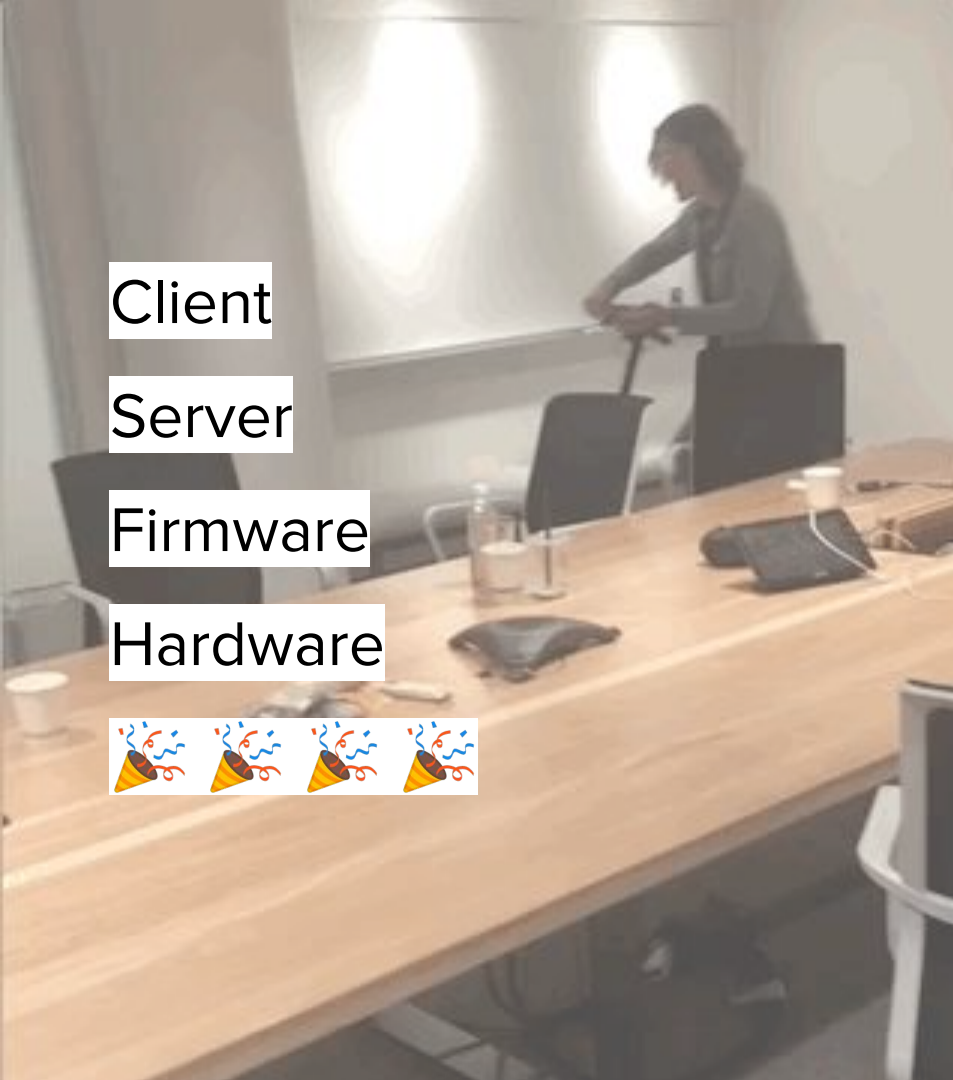 Client
Server
Firmware
Hardware
🎉 🎉 🎉 🎉